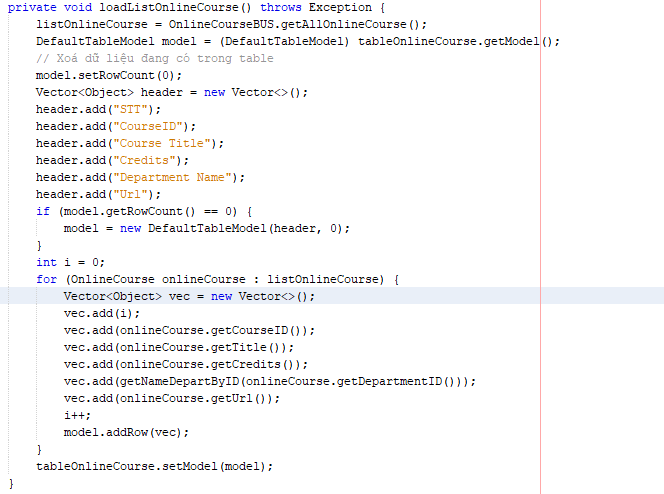 private void loadListOnlineCourse() throws Exception {
    listOnlineCourse = OnlineCourseBUS.getAllOnlineCourse();
    DefaultTableModel model = (DefaultTableModel) tableOnlineCourse.getModel();
    // Xoá dữ liệu đang có trong table
    model.setRowCount(0);
    Vector<Object> header = new Vector<>();
    header.add("STT");
    header.add("CourseID");
    header.add("Course Title");
    header.add("Credits");
    header.add("Department Name");
    header.add("Url");
    if (model.getRowCount() == 0) {
        model = new DefaultTableModel(header, 0);
    }
    int i = 0;
    for (OnlineCourse onlineCourse : listOnlineCourse) {
        Vector<Object> vec = new Vector<>();
        vec.add(i);
        vec.add(onlineCourse.getCourseID());
        vec.add(onlineCourse.getTitle());
        vec.add(onlineCourse.getCredits());
        vec.add(getNameDepartByID(onlineCourse.getDepartmentID()));
        vec.add(onlineCourse.getUrl());
        i++;
        model.addRow(vec);
    }
    tableOnlineCourse.setModel(model);
}